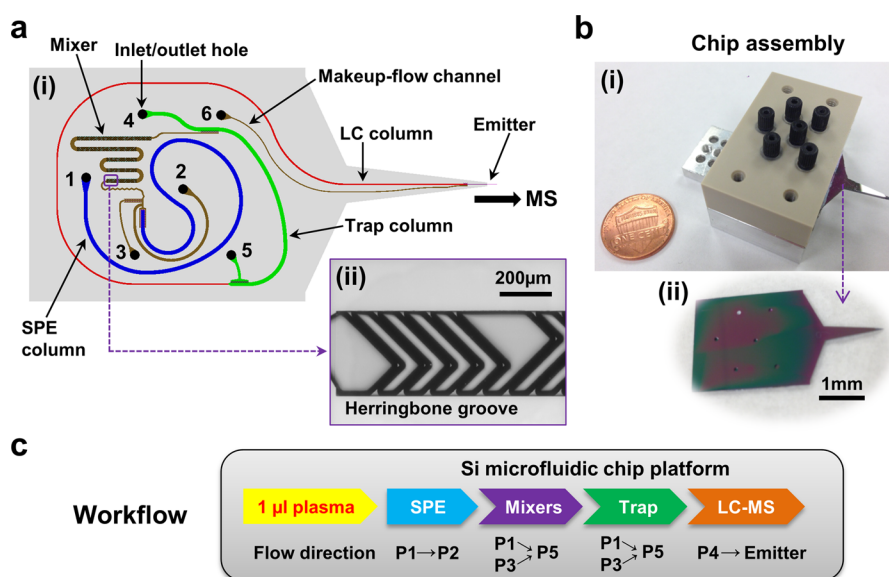 a
Mixer
Inlet/outlet hole
(i)
Makeup-flow channel
4
6
LC column
Emitter
1
2
MS
3
5
Trap column
SPE
column
(ii)
200µm
Herringbone groove
b
Chip assembly
(i)
(ii)
1mm
c
Workflow
Si microfluidic chip platform
1 µl plasma
SPE
Mixers
Trap
LC-MS
Flow direction
P1→P2
P1
P3
P5
P1
P3
P5
P4→Emitter